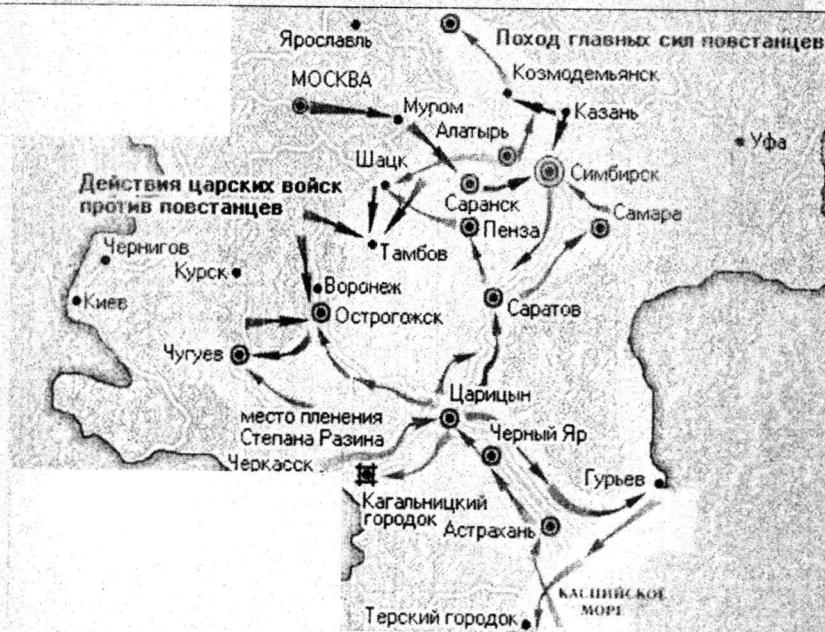 Ярославль
Поход главных сил повстанцев
Козмодемьянск
МОСКВА
Муром
Казань
Алатырь
Уфа
Шацк
Симбирск
Действия царских войск
против повстанцев
Саранск
Самара
Пенза
Тамбов
Чернигов
Курск
Воронеж
Киев
Острогожск
Саратов
Чугуев
Царицын
место пленения
Степана Разина
Черный Яр
Черкасск
Гурьев
Кагальницкий
городок
Астрахань
КАСПИЙСКОЕ
МОРЕ
Терский городок